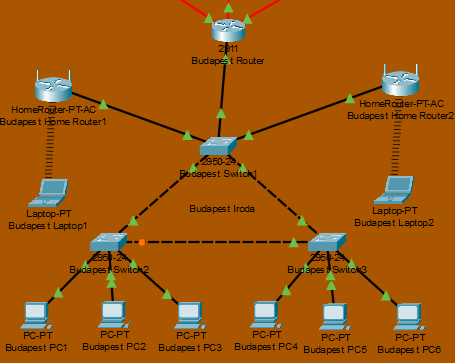 2911
Budapest Router
HomeRouter-PT-AC
Budapest Home Router1
HomeRouter-PT-AC
Budapest Home Router2
2950-24
Budapest Switch1
Laptop-PT
Budapest Laptop1
Laptop-PT
Budapest Laptop2
Budapest Iroda
2950-24
Budapest Switch2
2950-24
Budapest Switch3
PC-PT
Budapest PC1
PC-PT
Budapest PC2
PC-PT
Budapest PC3
PC-PT
Budapest PC4
PC-PT
Budapest PC5
PC-PT
Budapest PC6